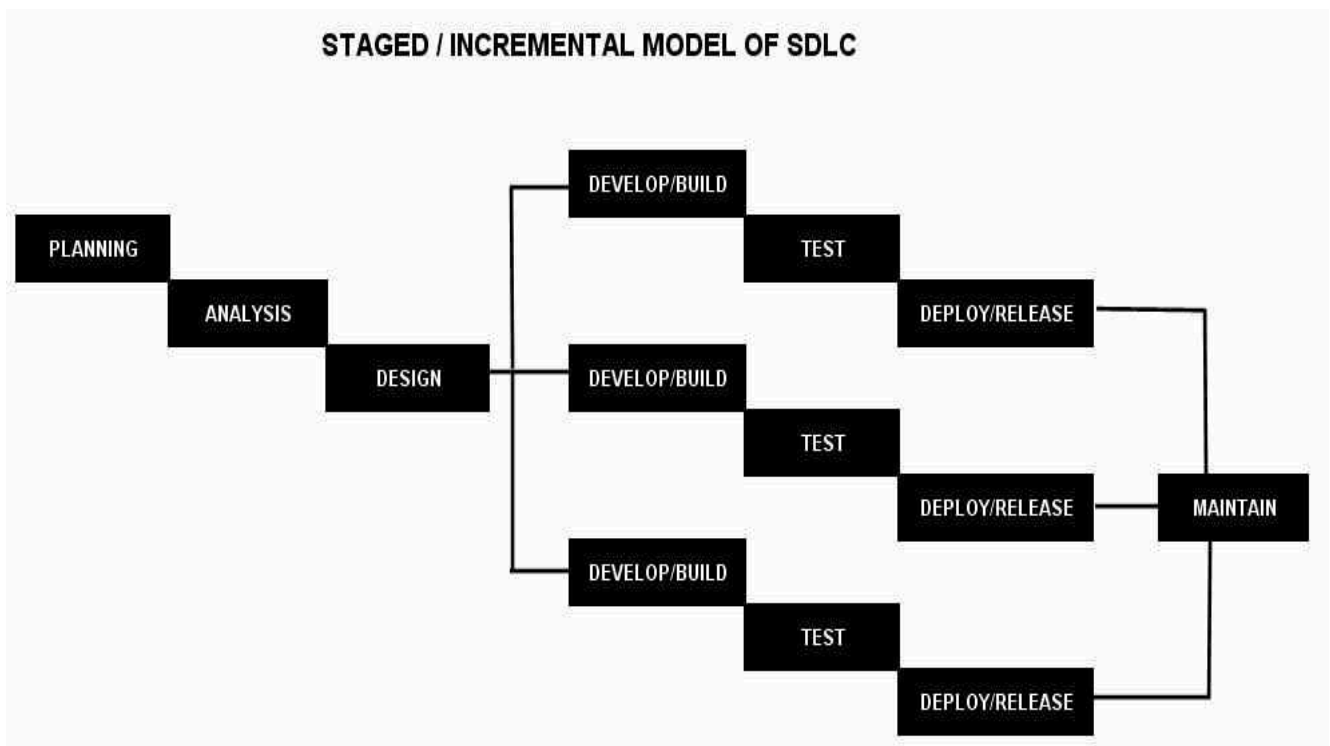 STAGED / INCREMENTAL MODEL OF SDLC
PLANNING
ANALYSIS
DESIGN
DEVELOP/BUILD
TEST
DEPLOY/RELEASE
DEVELOP/BUILD
TEST
DEPLOY/RELEASE
DEVELOP/BUILD
TEST
DEPLOY/RELEASE
MAINTAIN